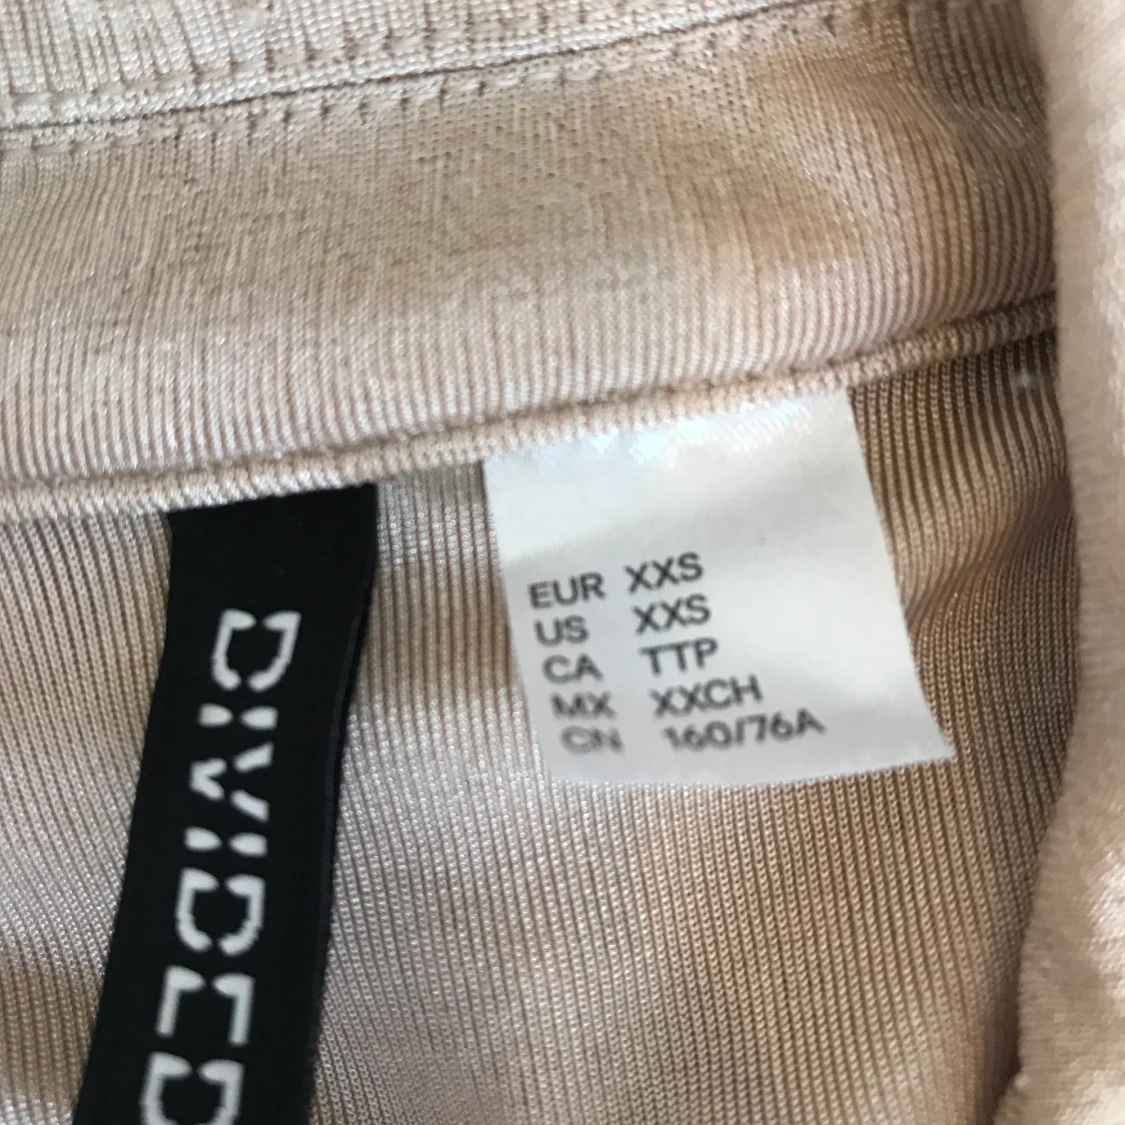 DIVIDED
EUR XXS
US XXS
CA TTP
MX XXCH
CN 160/76A